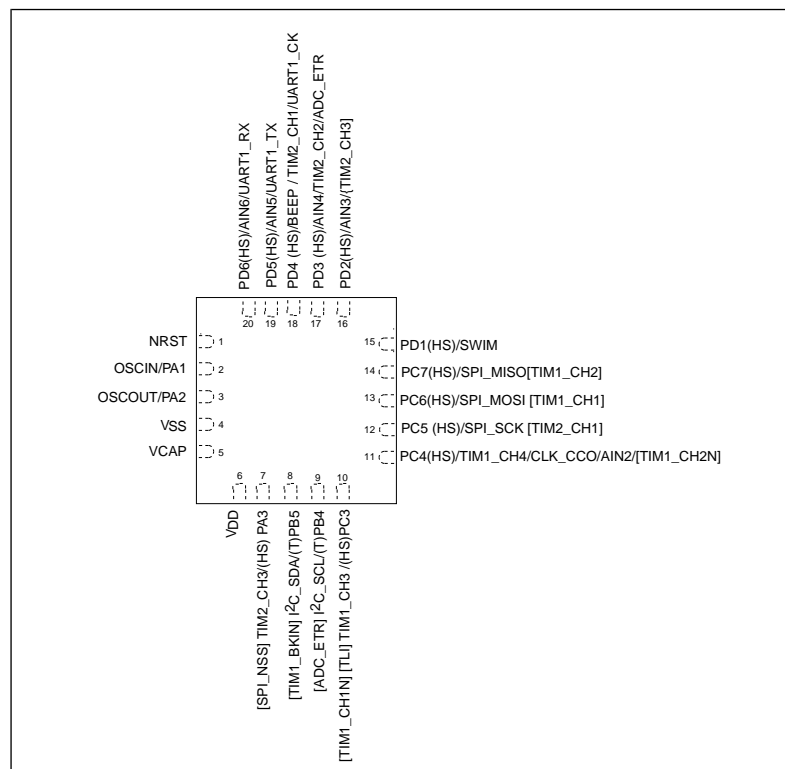 PD6(HS)/AIN6/UART1_RX
PD5(HS)/AIN5/UART1_TX
PD4 (HS)/BEEP / TIM2_CH1/UART1_CK
PD3 (HS)/AIN4/TIM2_CH2/ADC_ETR
PD2(HS)/AIN3/{TIM2_CH3]
20
19
18
17
16
NRST 1
OSCIN/PA1 2
OSCOUT/PA2 3
VSS 4
VCAP 5
15 PD1(HS)/SWIM
14 PC7(HS)/SPI_MISO[TIM1_CH2]
13 PC6(HS)/SPI_MOSI [TIM1_CH1]
12 PC5 (HS)/SPI_SCK [TIM2_CH1]
11 PC4(HS)/TIM1_CH4/CLK_CCO/AIN2/[TIM1_CH2N]
6
7
8
9
10
VDD
[SPI_NSS] TIM2_CH3/(HS) PA3
[TIM1_BKIN] I2C_SDA/(T)PB5
[ADC_ETR] I2C_SCL/(T)PB4
[TIM1_CH1N] [TLI] TIM1_CH3 /(HS)PC3